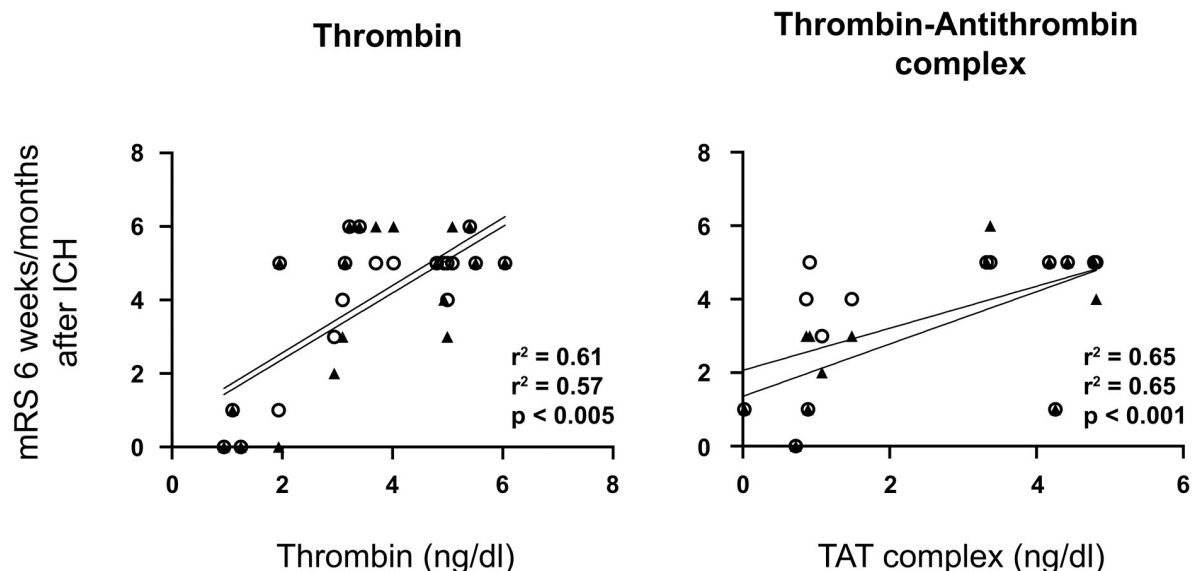 Thrombin
Thrombin-Antithrombin
complex
mRS 6 weeks/months
after ICH
8
6
4
2
0
r² = 0.61
r² = 0.57
p < 0.005
0 2 4 6 8
Thrombin (ng/dl)
8
6
4
2
0
r² = 0.65
r² = 0.65
p < 0.001
0 2 4 6
TAT complex (ng/dl)